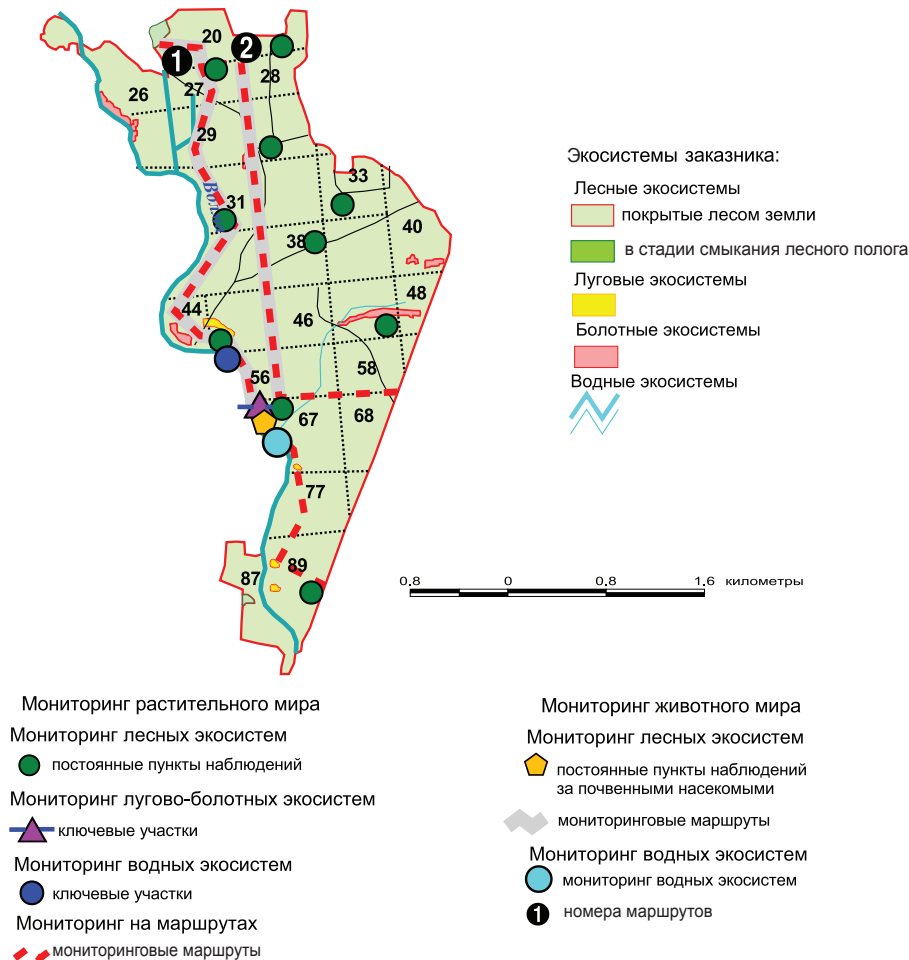 20
1
2
26
27
28
29
33
31
Волма
38
40
44
46
48
56
58
67
68
77
87
89
Экосистемы заказника:
Лесные экосистемы
покрытые лесом земли
в стадии смыкания лесного полога
Луговые экосистемы
Болотные экосистемы
Водные экосистемы
0.8 0 0.8 1.6 километры
Мониторинг растительного мира
Мониторинг лесных экосистем
постоянные пункты наблюдений
Мониторинг лугово-болотных экосистем
ключевые участки
Мониторинг водных экосистем
ключевые участки
Мониторинг на маршрутах
мониторинговые маршруты
Мониторинг животного мира
Мониторинг лесных экосистем
постоянные пункты наблюдений
за почвенными насекомыми
мониторинговые маршруты
Мониторинг водных экосистем
мониторинг водных экосистем
1 номера маршрутов